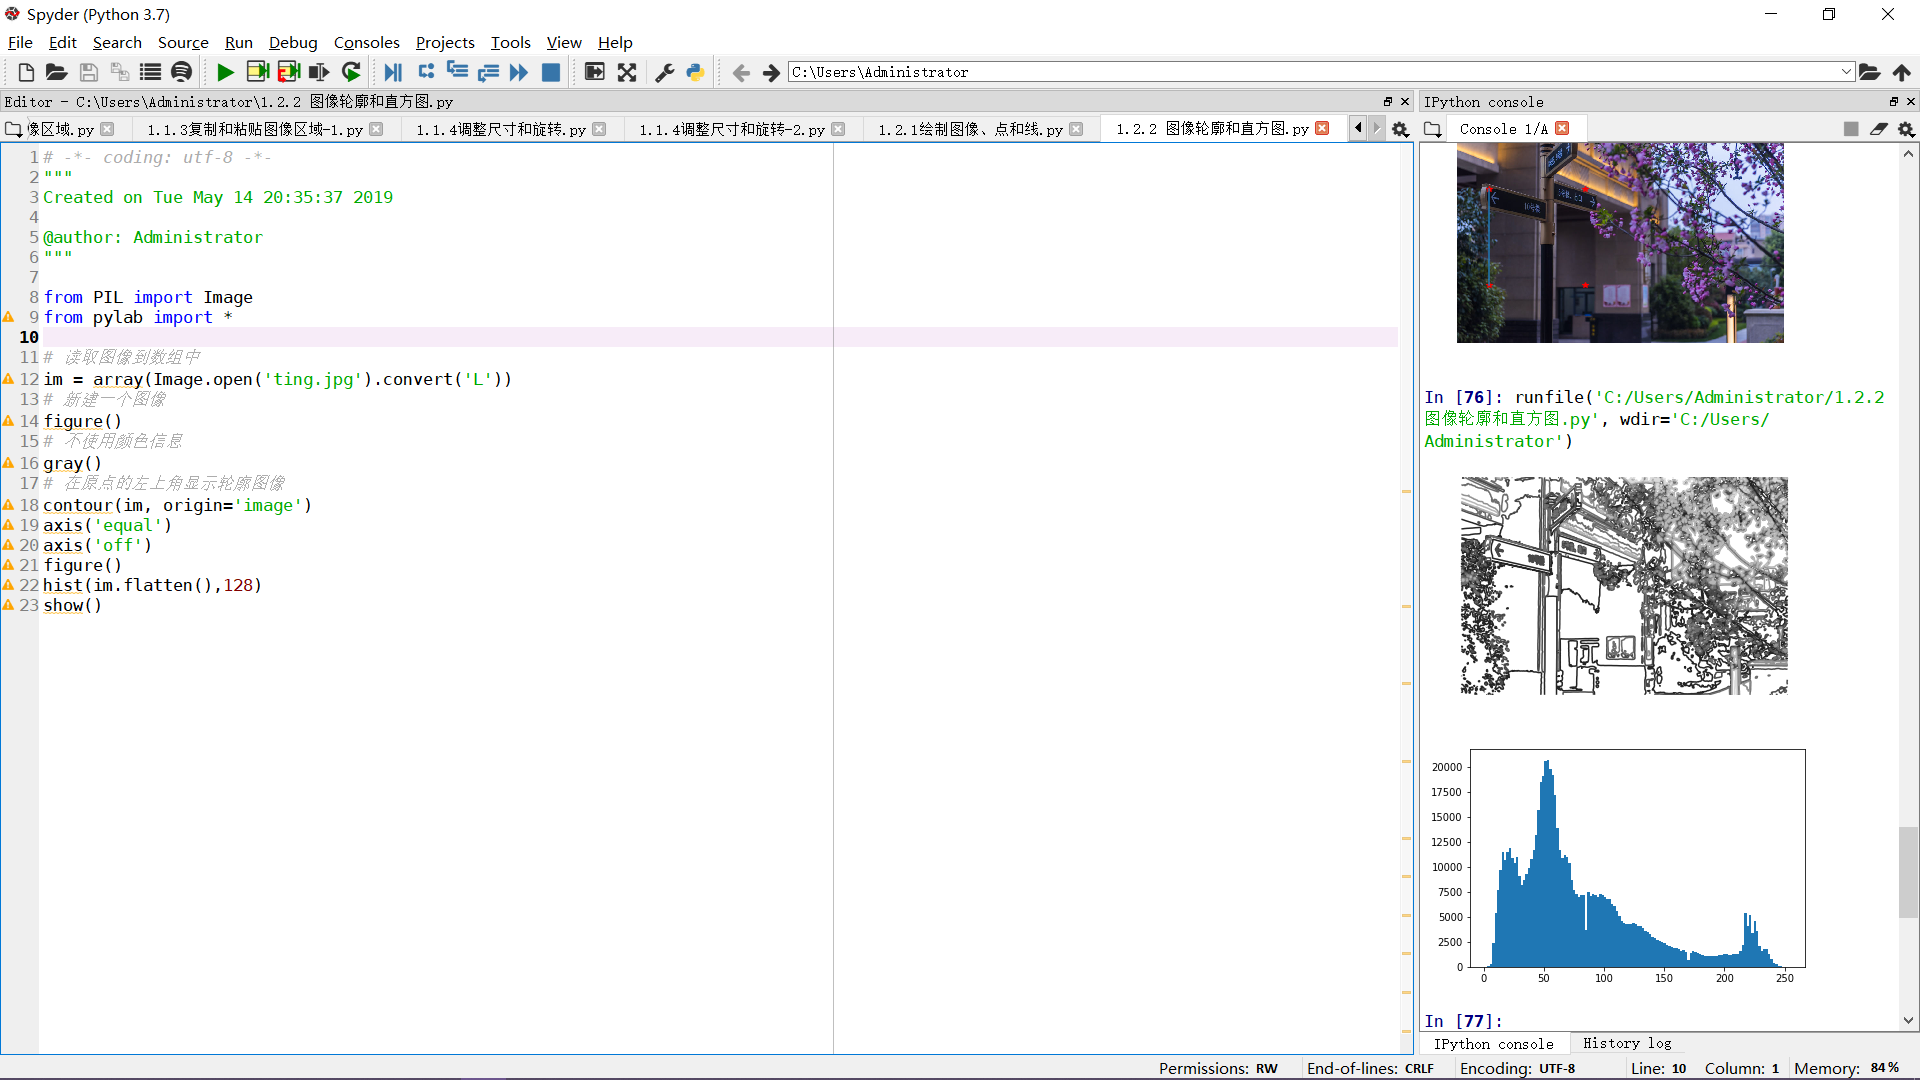 Spyder (Python 3.7)
File Edit Search Source Run Debug Consoles Projects Tools View Help
C:\Users\Administrator
Editor - C:\Users\Administrator\1.2.2 图像轮廓和直方图.py
像区域.py 1.1.3复制和粘贴图像区域-1.py 1.1.4调整尺寸和旋转.py 1.1.4调整尺寸和旋转-2.py 1.2.1绘制图像、点和线.py 1.2.2 图像轮廓和直方图.py
1 # -*- coding: utf-8 -*-
2 """
3 Created on Tue May 14 20:35:37 2019
4
5 @author: Administrator
6 """
7
8 from PIL import Image
9 from pylab import *
10
11 # 读取图像到数组中
12 im = array(Image.open('ting.jpg').convert('L'))
13 # 新建一个图像
14 figure()
15 # 不使用颜色信息
16 gray()
17 # 在原点的左上角显示轮廓图像
18 contour(im, origin='image')
19 axis('equal')
20 axis('off')
21 figure()
22 hist(im.flatten(),128)
23 show()
IPython console
Console 1/A
In [76]: runfile('C:/Users/Administrator/1.2.2
图像轮廓和直方图.py', wdir='C:/Users/
Administrator')
20000
17500
15000
12500
10000
7500
5000
2500
0
0 50 100 150 200 250
In [77]:
IPython console History log
Permissions: RW End-of-lines: CRLF Encoding: UTF-8 Line: 10 Column: 1 Memory: 84 %